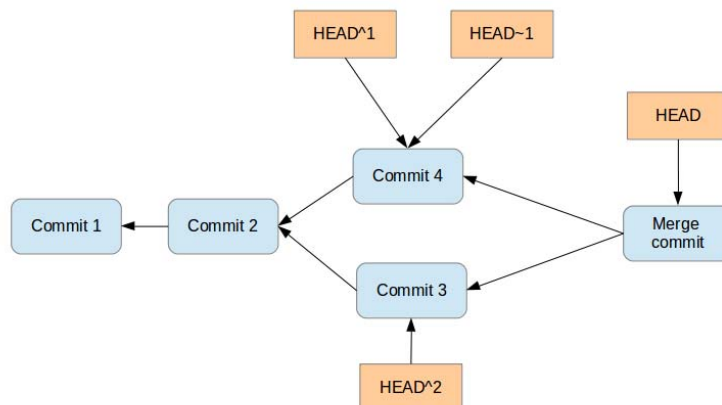 HEAD^1
HEAD~1
HEAD
Commit 4
Commit 1
Commit 2
Merge
commit
Commit 3
HEAD^2